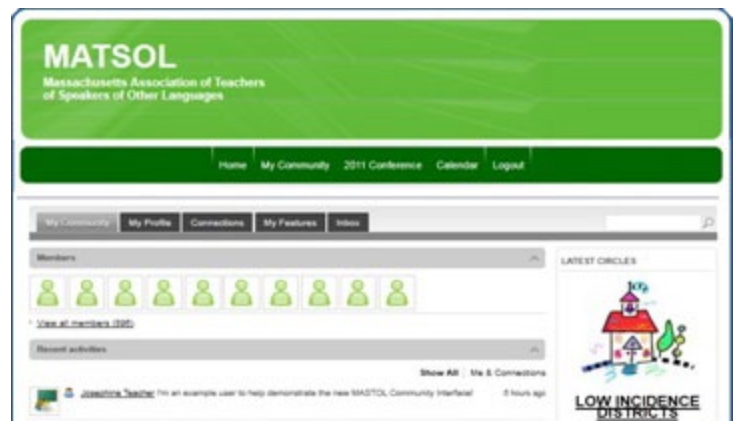 MATSOL
Massachusetts Association of Teachers
of Speakers of Other Languages
Home My Community 2011 Conference Calendar Logout
My Community My Profile Connections My Features Inbox
Members
LATEST CIRCLES
View all members (596)
Recent activities
Show All Me & Connections
Josephine Teacher I'm an example user to help demonstrate the new MASTOL Community Interface! 8 hours ago
LOW INCIDENCE
DISTRICTS